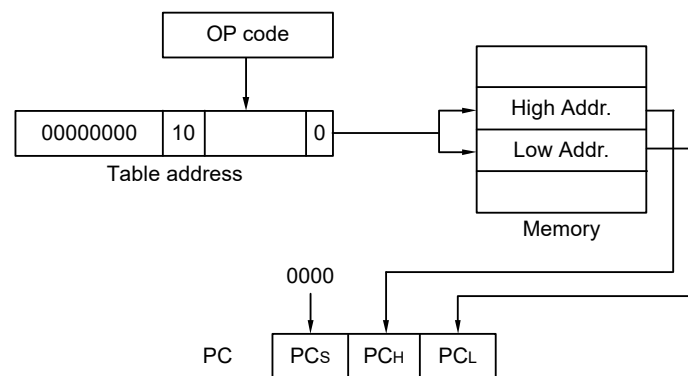 OP code
00000000 10 0
High Addr.
Low Addr.
Table address
Memory
0000
PC PCS PCH PCL